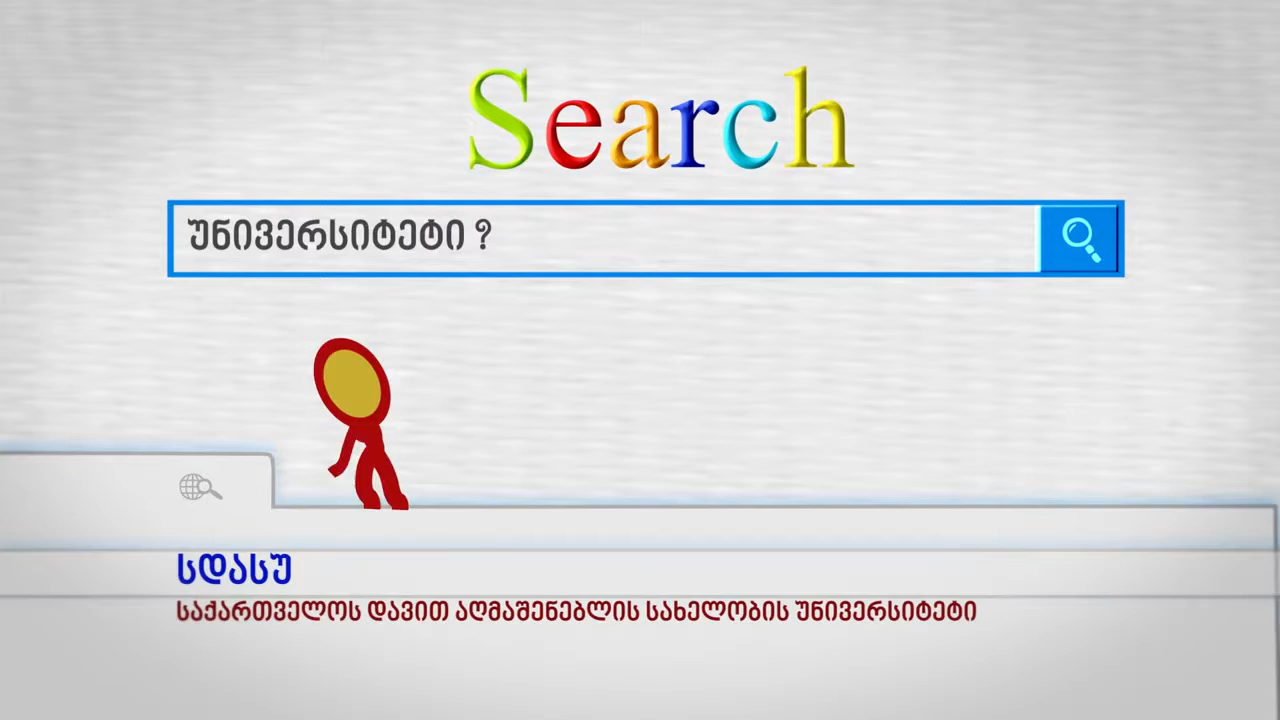 Search
უნივერსიტეტი ?
სდასუ
საქართველოს დავით აღმაშენებლის სახელობის უნივერსიტეტი